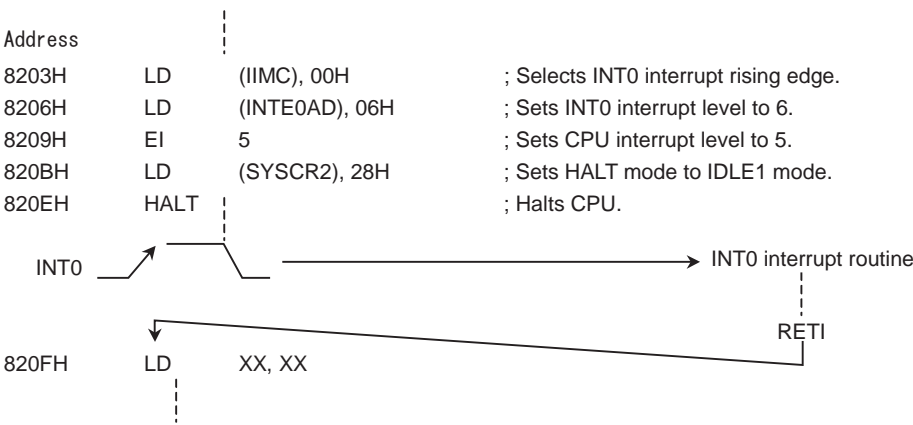 Address
8203H LD (IIMC), 00H ; Selects INT0 interrupt rising edge.
8206H LD (INTE0AD), 06H ; Sets INT0 interrupt level to 6.
8209H EI 5 ; Sets CPU interrupt level to 5.
820BH LD (SYSCR2), 28H ; Sets HALT mode to IDLE1 mode.
820EH HALT ; Halts CPU.
INT0 INT0 interrupt routine
RETI
820FH LD XX, XX